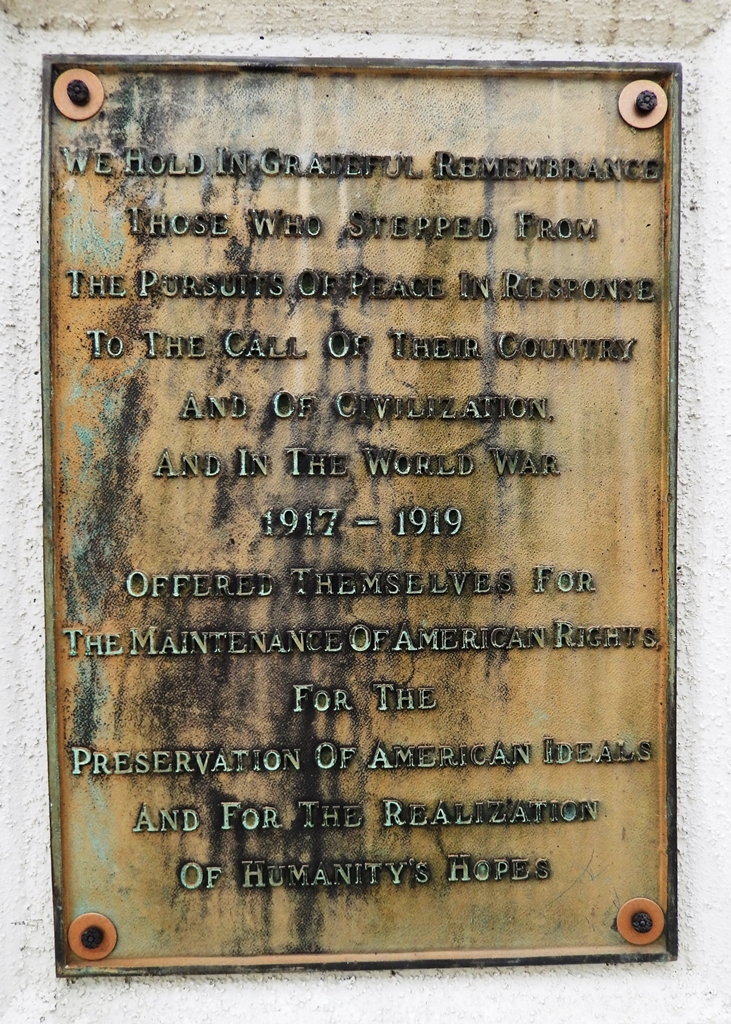 We Hold In Grateful Remembrance
Those Who Stepped From
The Pursuits Of Peace In Response
To The Call Of Their Country
And Of Civilization,
And In The World War
1917 – 1919
Offered Themselves For
The Maintenance Of American Rights,
For The
Preservation Of American Ideals
And For The Realization
Of Humanity's Hopes